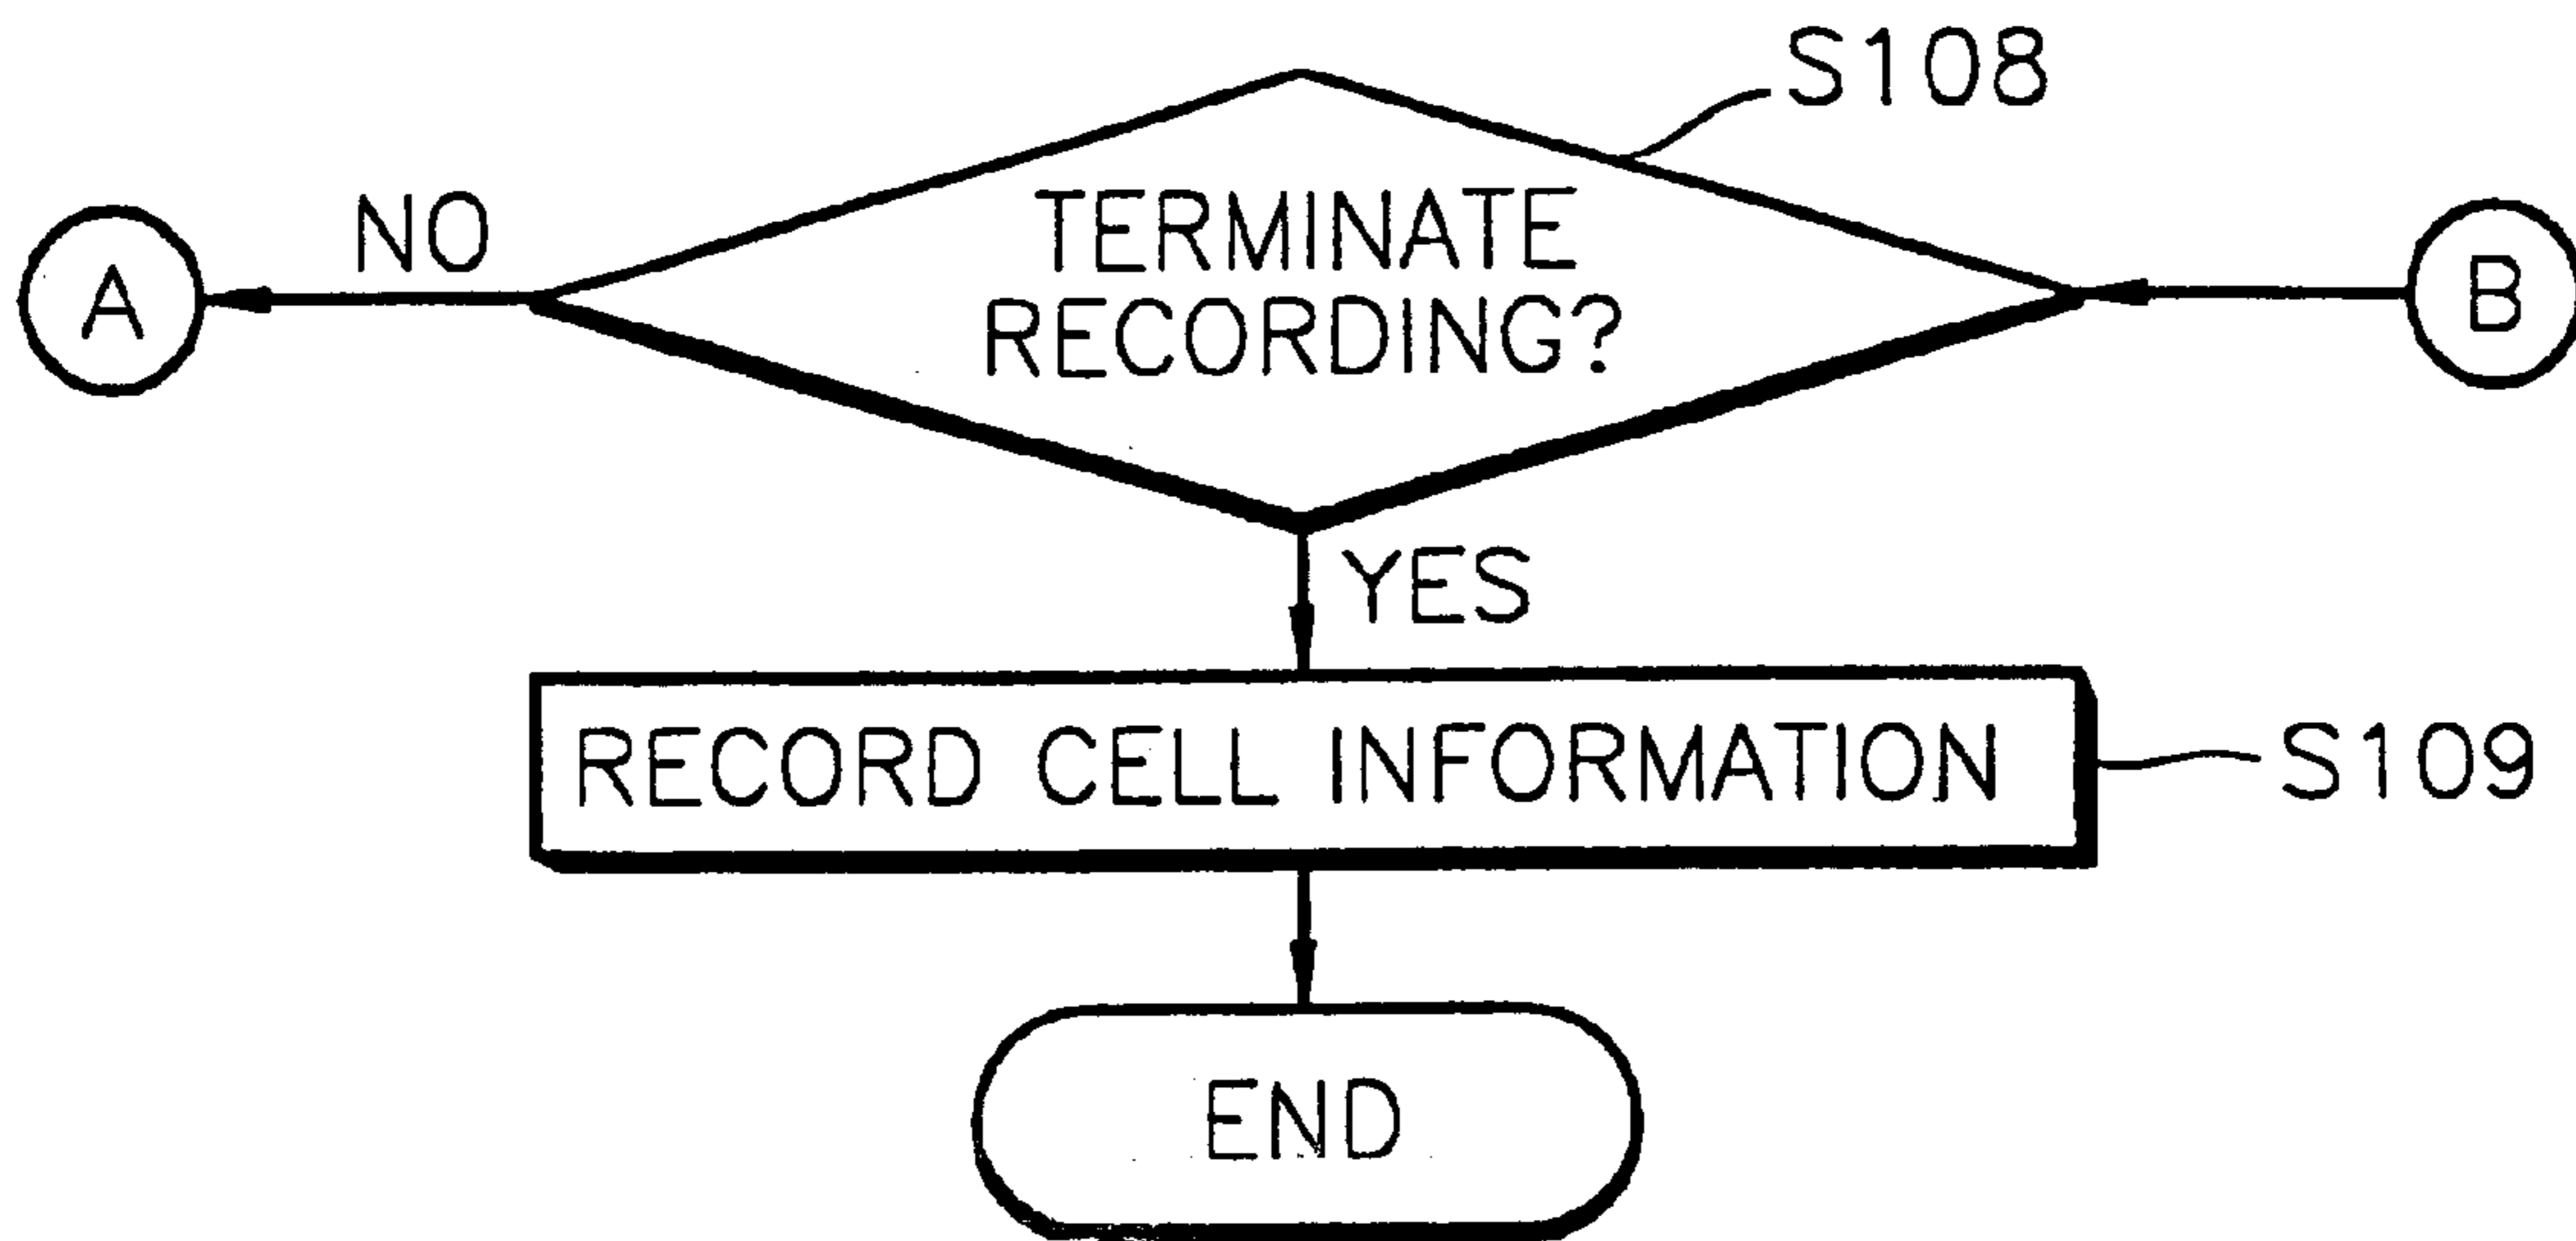 S108
NO
TERMINATE
RECORDING?
A
B
YES
RECORD CELL INFORMATION
S109
END